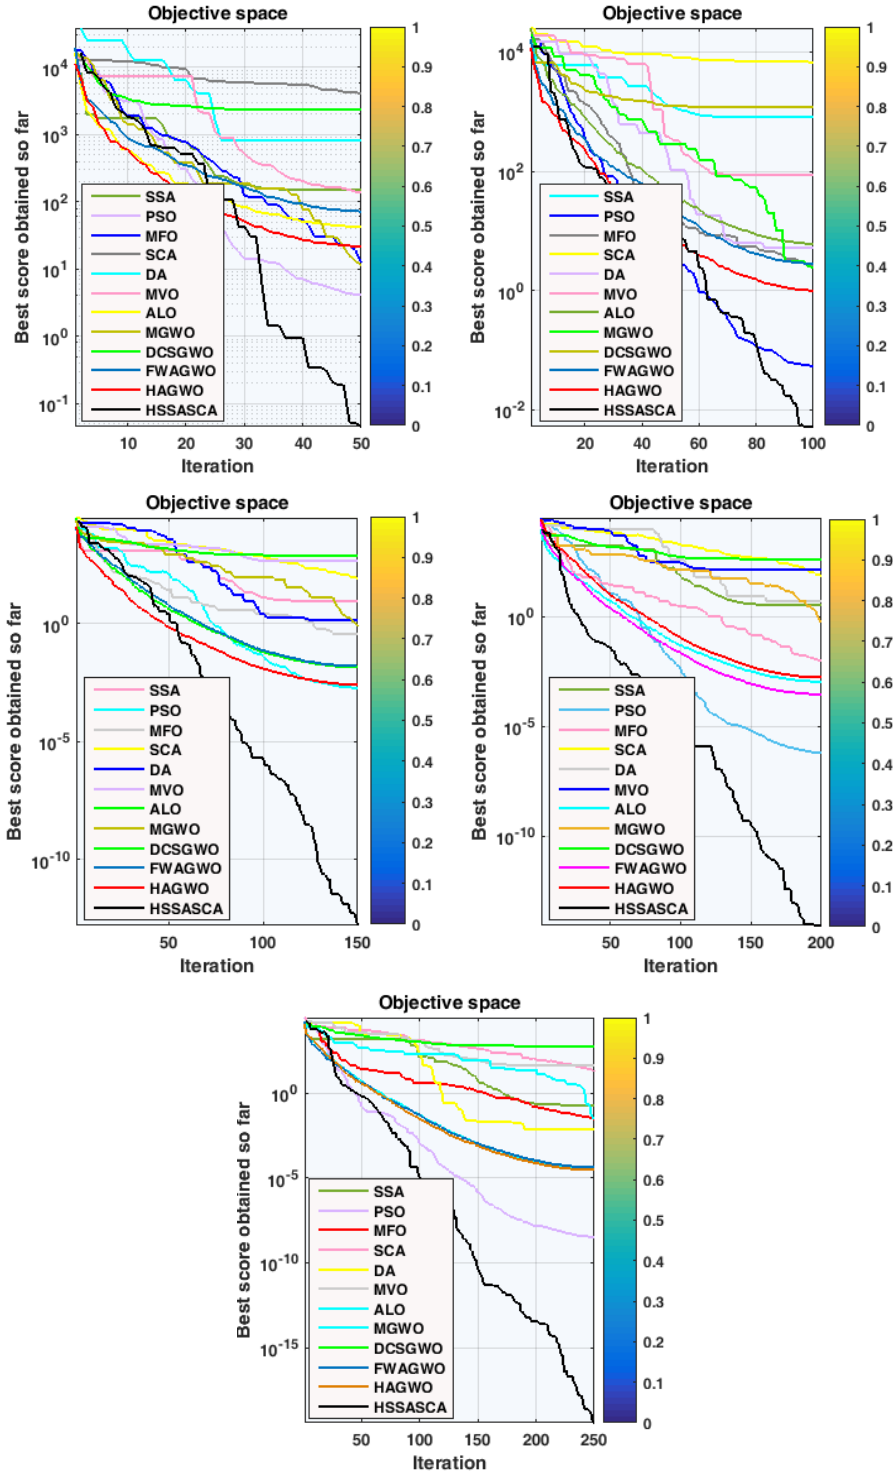 Objective space
Best score obtained so far
10^4
10^3
10^2
10^1
10^0
10^-1
SSA
PSO
MFO
SCA
DA
MVO
ALO
MGWO
DCSGWO
FWAGWO
HAGWO
HSSASCA
10 20 30 40 50
Iteration
1
0.9
0.8
0.7
0.6
0.5
0.4
0.3
0.2
0.1
0
Objective space
Best score obtained so far
10^4
10^2
10^0
10^-2
SSA
PSO
MFO
SCA
DA
MVO
ALO
MGWO
DCSGWO
FWAGWO
HAGWO
HSSASCA
20 40 60 80 100
Iteration
1
0.9
0.8
0.7
0.6
0.5
0.4
0.3
0.2
0.1
0
Objective space
Best score obtained so far
10^0
10^-5
10^-10
SSA
PSO
MFO
SCA
DA
MVO
ALO
MGWO
DCSGWO
FWAGWO
HAGWO
HSSASCA
50 100 150
Iteration
1
0.9
0.8
0.7
0.6
0.5
0.4
0.3
0.2
0.1
0
Objective space
Best score obtained so far
10^0
10^-5
10^-10
SSA
PSO
MFO
SCA
DA
MVO
ALO
MGWO
DCSGWO
FWAGWO
HAGWO
HSSASCA
50 100 150 200
Iteration
1
0.9
0.8
0.7
0.6
0.5
0.4
0.3
0.2
0.1
0
Objective space
Best score obtained so far
10^0
10^-5
10^-10
10^-15
SSA
PSO
MFO
SCA
DA
MVO
ALO
MGWO
DCSGWO
FWAGWO
HAGWO
HSSASCA
50 100 150 200 250
Iteration
1
0.9
0.8
0.7
0.6
0.5
0.4
0.3
0.2
0.1
0